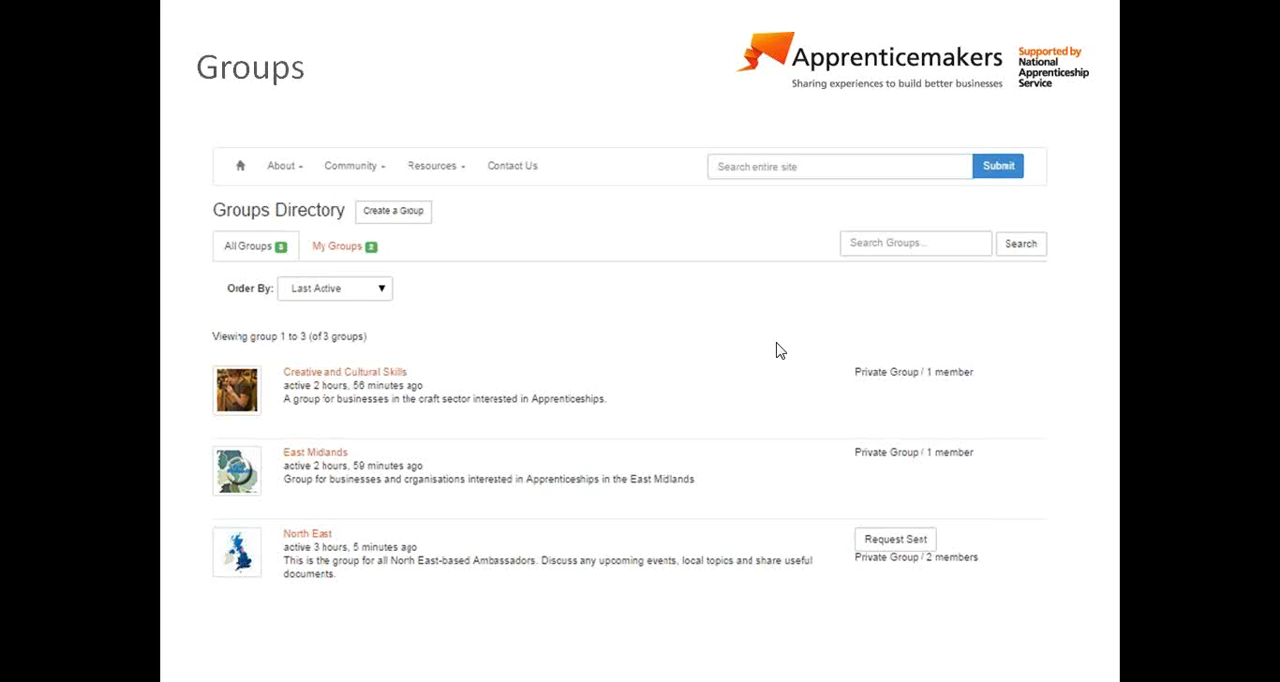 Groups
Apprenticemakers
Sharing experiences to build better businesses
Supported by
National
Apprenticeship
Service
About
Community
Resources
Contact Us
Search entire site
Submit
Groups Directory
Create a Group
All Groups 3
My Groups 2
Search Groups...
Search
Order By: Last Active
Viewing group 1 to 3 (of 3 groups)
Creative and Cultural Skills
active 2 hours, 56 minutes ago
A group for businesses in the craft sector interested in Apprenticeships.
Private Group / 1 member
East Midlands
active 2 hours, 59 minutes ago
Group for businesses and organisations interested in Apprenticeships in the East Midlands
Private Group / 1 member
North East
active 3 hours, 5 minutes ago
This is the group for all North East-based Ambassadors. Discuss any upcoming events, local topics and share useful
documents.
Request Sent
Private Group / 2 members